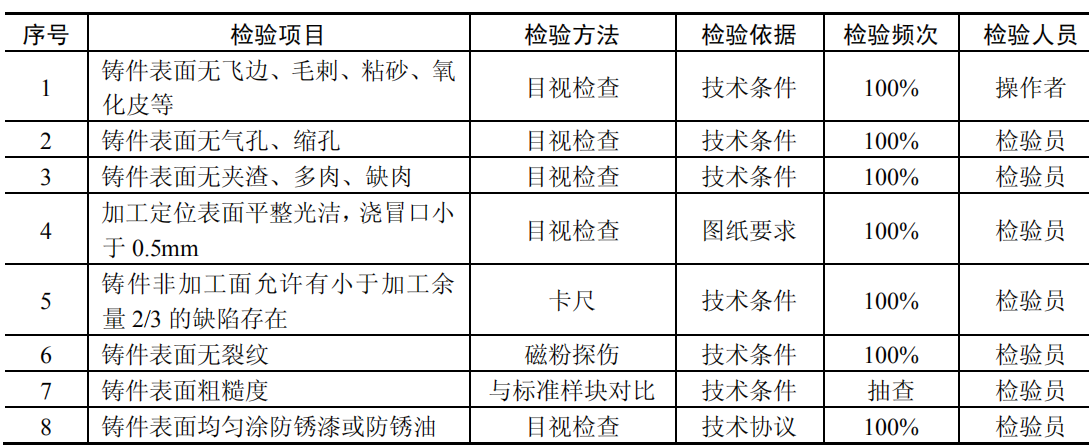 序号 检验项目 检验方法 检验依据 检验频次 检验人员
1 铸件表面无飞边、毛刺、粘砂、氧
化皮等 目视检查 技术条件 100% 操作者
2 铸件表面无气孔、缩孔 目视检查 技术条件 100% 检验员
3 铸件表面无夹渣、多肉、缺肉 目视检查 技术条件 100% 检验员
4 加工定位表面平整光洁，浇冒口小
于 0.5mm 目视检查 图纸要求 100% 检验员
5 铸件非加工面允许有小于加工余
量 2/3 的缺陷存在 卡尺 技术条件 100% 检验员
6 铸件表面无裂纹 磁粉探伤 技术条件 100% 检验员
7 铸件表面粗糙度 与标准样块对比 技术条件 抽查 检验员
8 铸件表面均匀涂防锈漆或防锈油 目视检查 技术协议 100% 检验员